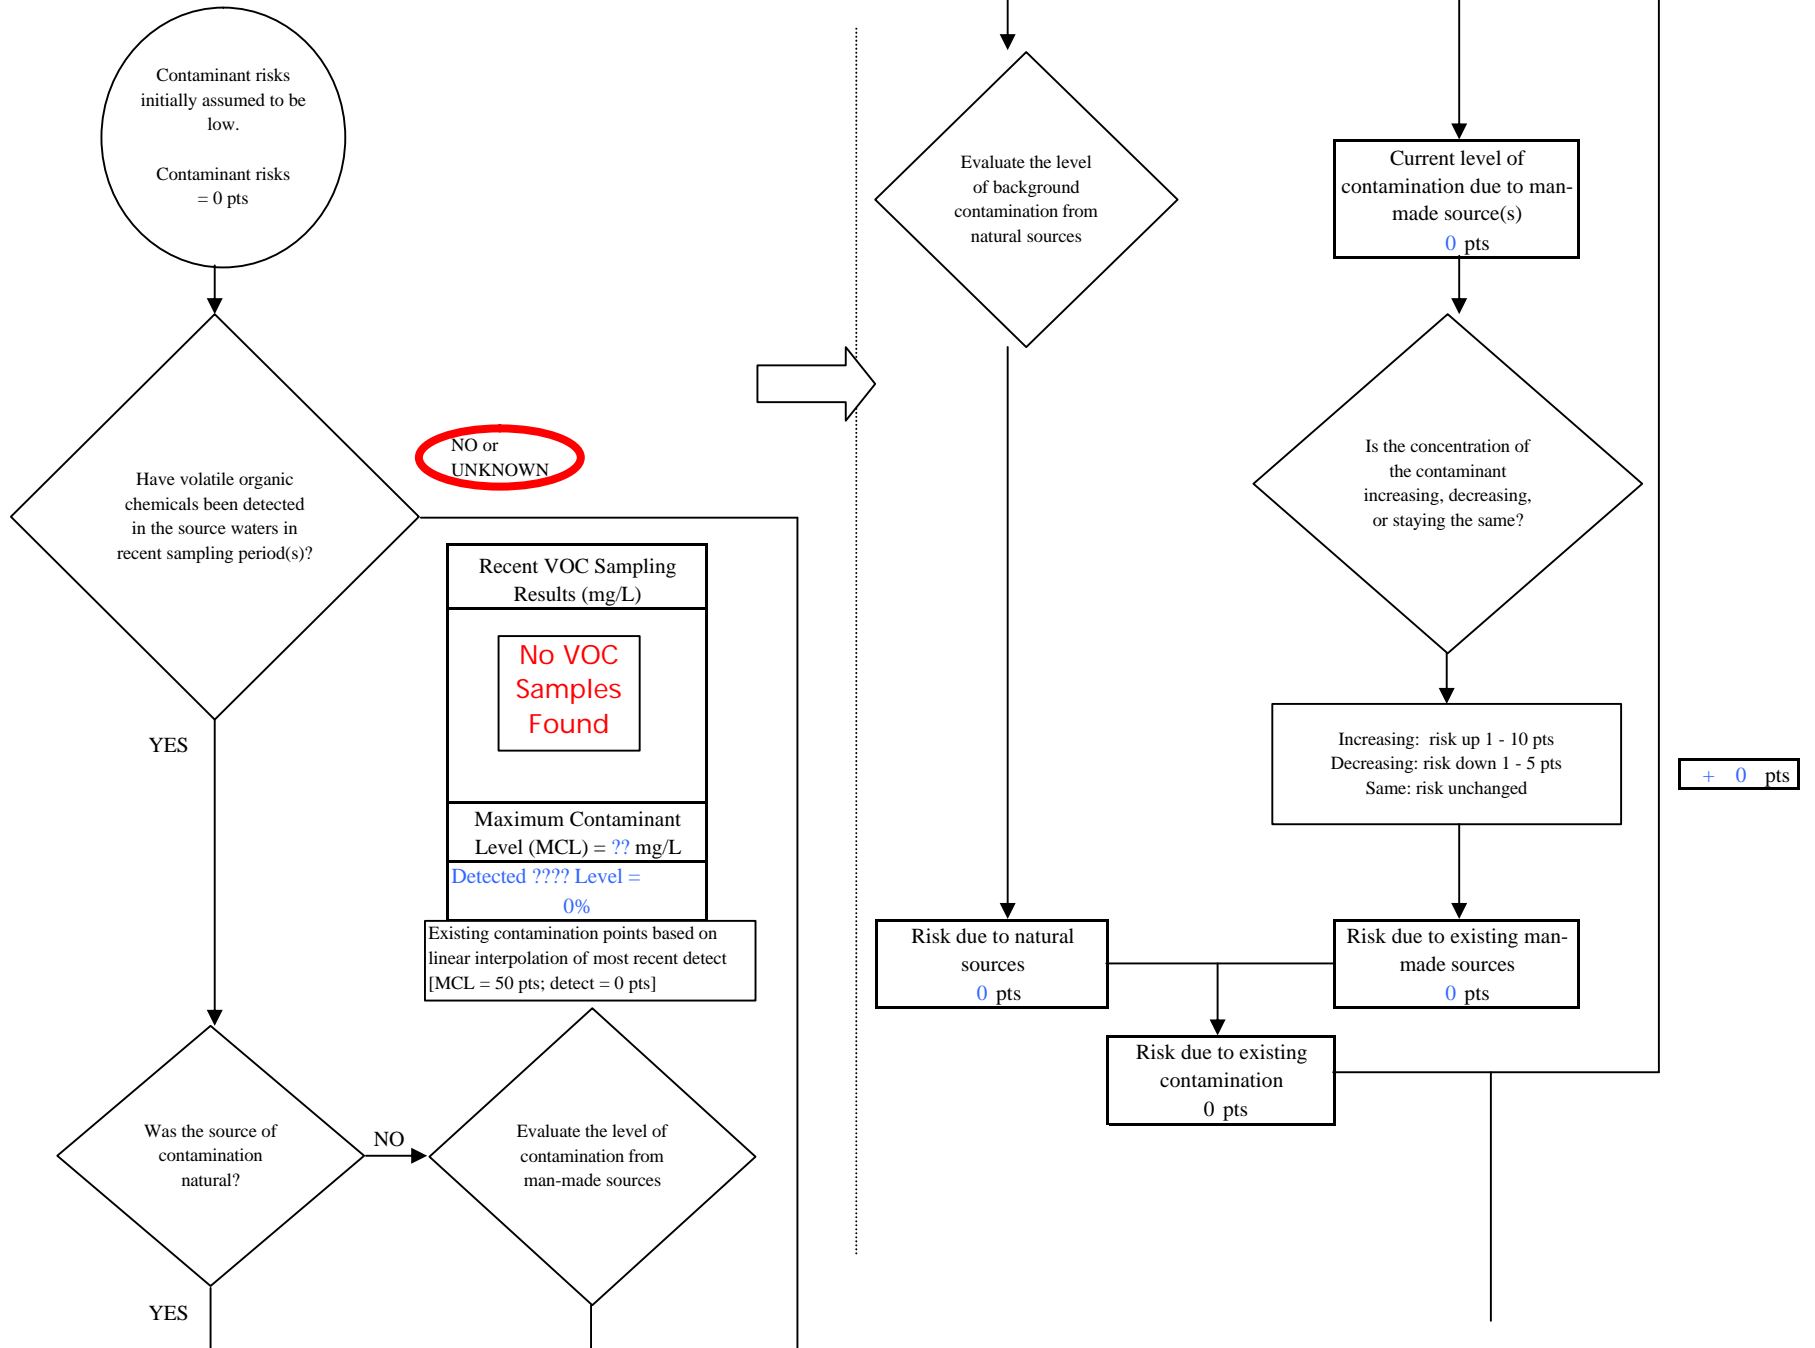 Contaminant risks
initially assumed to be
low.
Contaminant risks
= 0 pts
Have volatile organic
chemicals been detected
in the source waters in
recent sampling period(s)?
NO or
UNKNOWN
Recent VOC Sampling
Results (mg/L)
No VOC
Samples
Found
Maximum Contaminant
Level (MCL) = ?? mg/L
Detected ???? Level =
0%
Existing contamination points based on
linear interpolation of most recent detect
[MCL = 50 pts; detect = 0 pts]
YES
Was the source of
contamination
natural?
NO
Evaluate the level of
contamination from
man-made sources
YES
Evaluate the level
of background
contamination from
natural sources
Current level of
contamination due to man-
made source(s)
0 pts
Is the concentration of
the contaminant
increasing, decreasing,
or staying the same?
Increasing: risk up 1 - 10 pts
Decreasing: risk down 1 - 5 pts
Same: risk unchanged
+ 0 pts
Risk due to natural
sources
0 pts
Risk due to existing man-
made sources
0 pts
Risk due to existing
contamination
0 pts